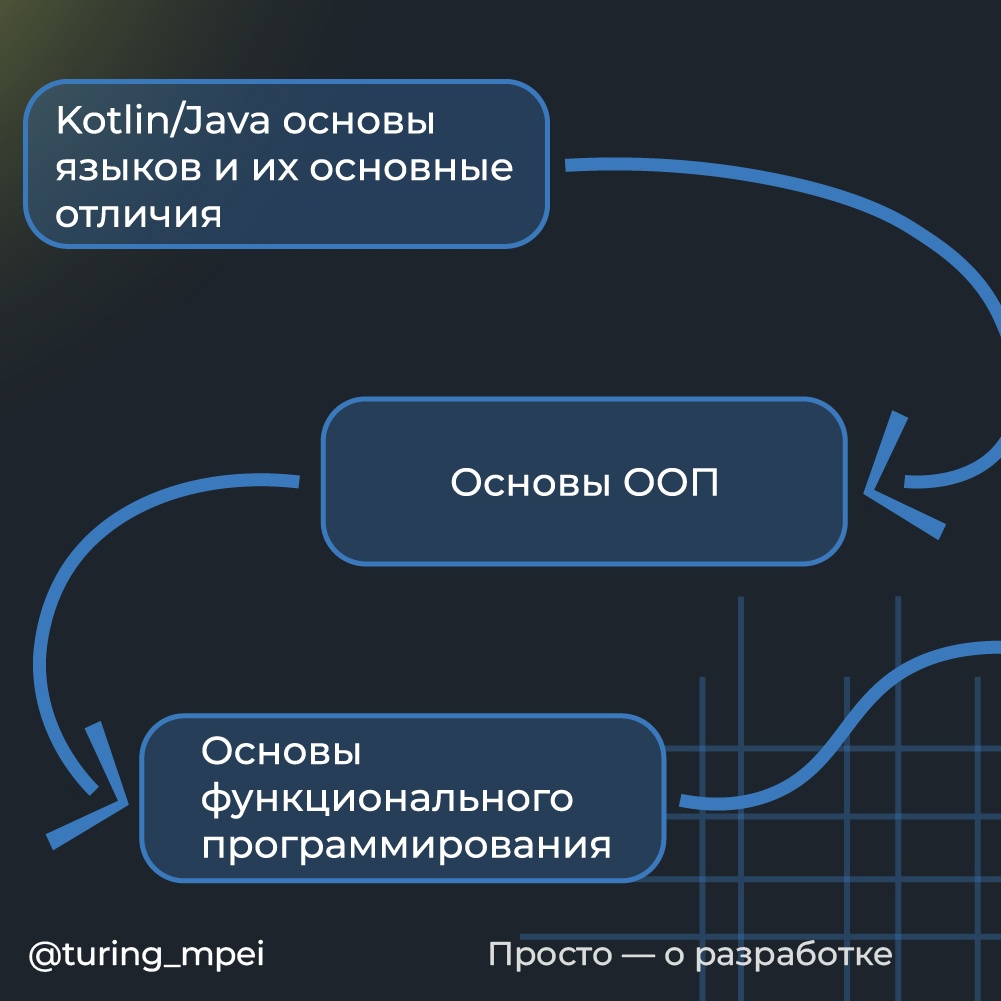 Kotlin/Java основы
языков и их основные
отличия
Основы ООП
Основы
функционального
программирования
@turing_mpei
Просто — о разработке